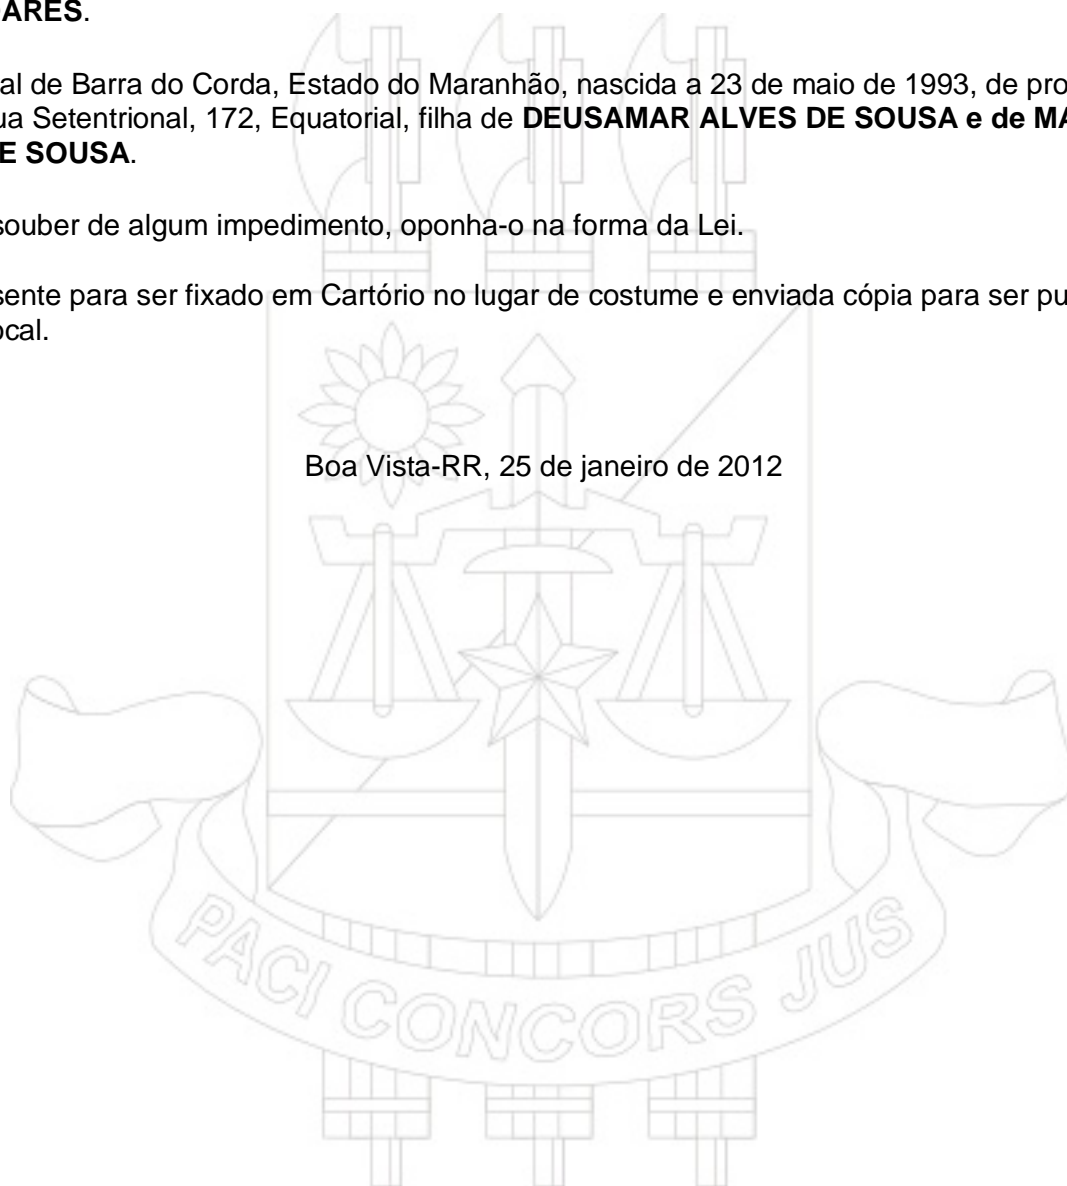 OARES.
al de Barra do Corda, Estado do Maranhão, nascida a 23 de maio de 1993, de pro
ua Setentrional, 172, Equatorial, filha de DEUSAMAR ALVES DE SOUSA e de MA
E SOUSA.
souber de algum impedimento, oponha-o na forma da Lei.
sente para ser fixado em Cartório no lugar de costume e enviada cópia para ser pu
ocal.
Boa Vista-RR, 25 de janeiro de 2012
PACI CONCORS JUS